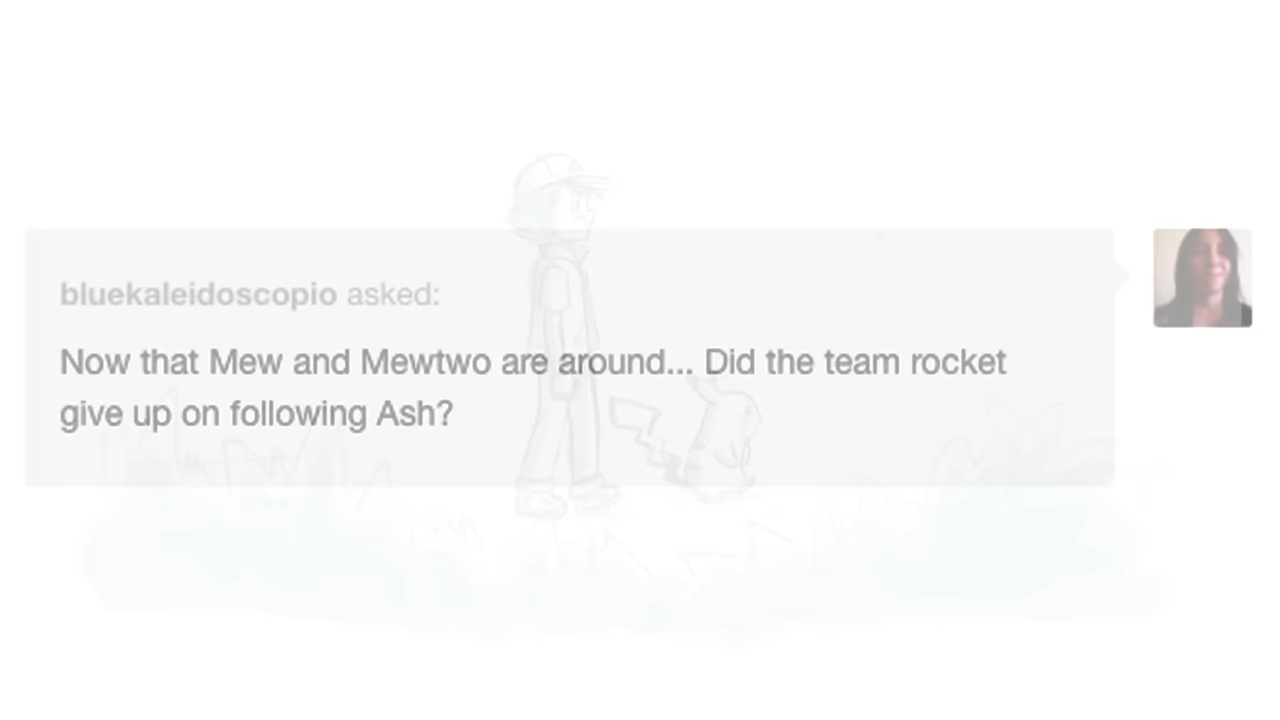 bluekaleidoscopio asked:
Now that Mew and Mewtwo are around... Did the team rocket
give up on following Ash?